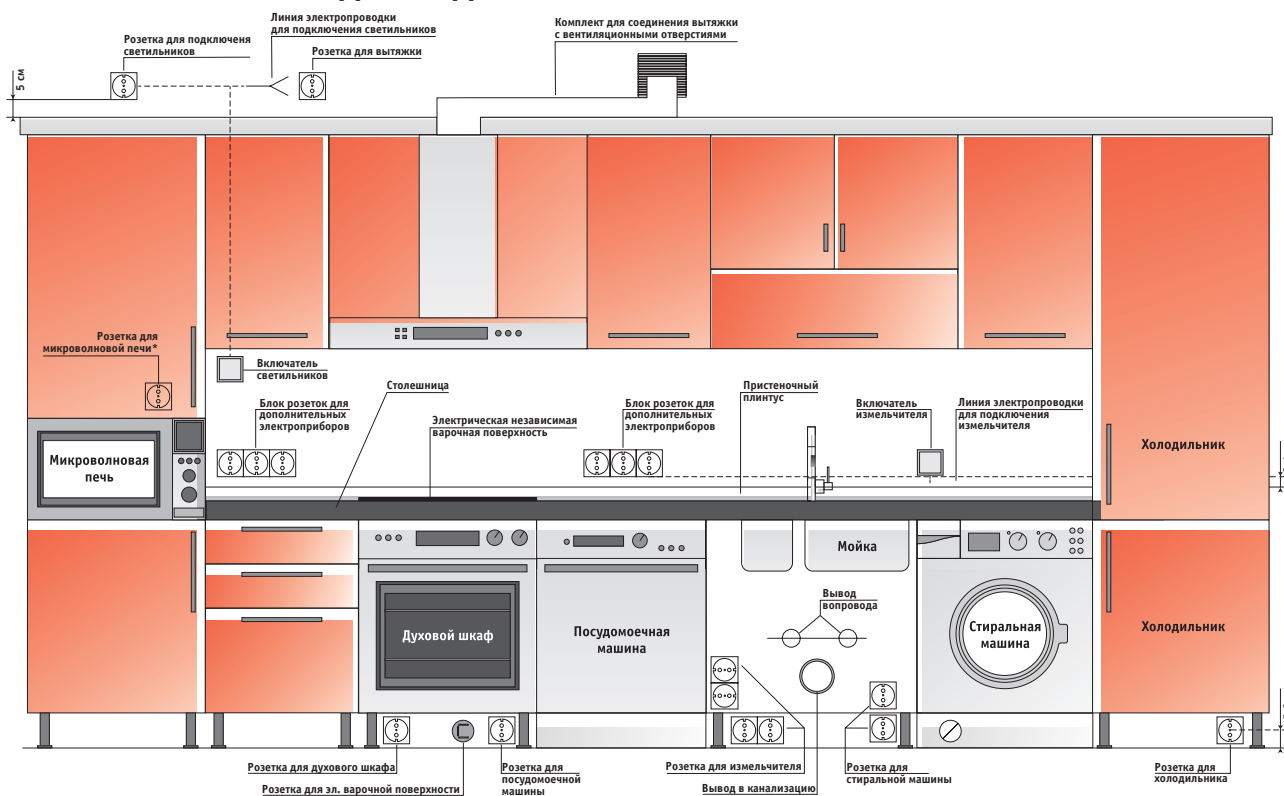 Линия электропроводки
для подключения светильников
Комплект для соединения вытяжки
с вентиляционными отверстиями
Розетка для подключеня
светильников
Розетка для вытяжки
5 см
Розетка для
микроволновой печи*
Включатель
светильников
Столешница
Пристеночный
плинтус
Блок розеток для
дополнительных
электроприборов
Электрическая независимая
варочная поверхность
Блок розеток для
дополнительных
электроприборов
Включатель
измельчителя
Линия электропроводки
для подключения
измельчителя
Микроволновая
печь
Холодильник
Мойка
Вывод
вопровода
Духовой шкаф
Посудомоечная
машина
Стиральная
машина
Холодильник
Розетка для духового шкафа
Розетка для эл. варочной поверхности
Розетка для
посудомоечной
машины
Розетка для измельчителя
Вывод в канализацию
Розетка для
стиральной машины
Розетка для
холодильника